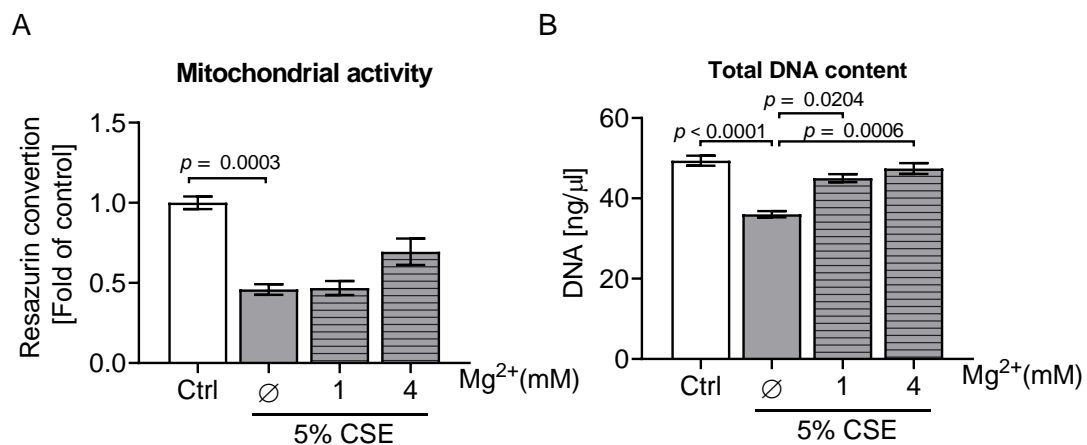 A
Mitochondrial activity
Resazurin convertion
[Fold of control]
1.5
1.0
0.5
0.0
p = 0.0003
Ctrl ∅ 1 4 Mg²⁺(mM)
5% CSE
B
Total DNA content
DNA [ng/µl]
60
40
20
0
p = 0.0204
p < 0.0001 p = 0.0006
Ctrl ∅ 1 4 Mg²⁺(mM)
5% CSE